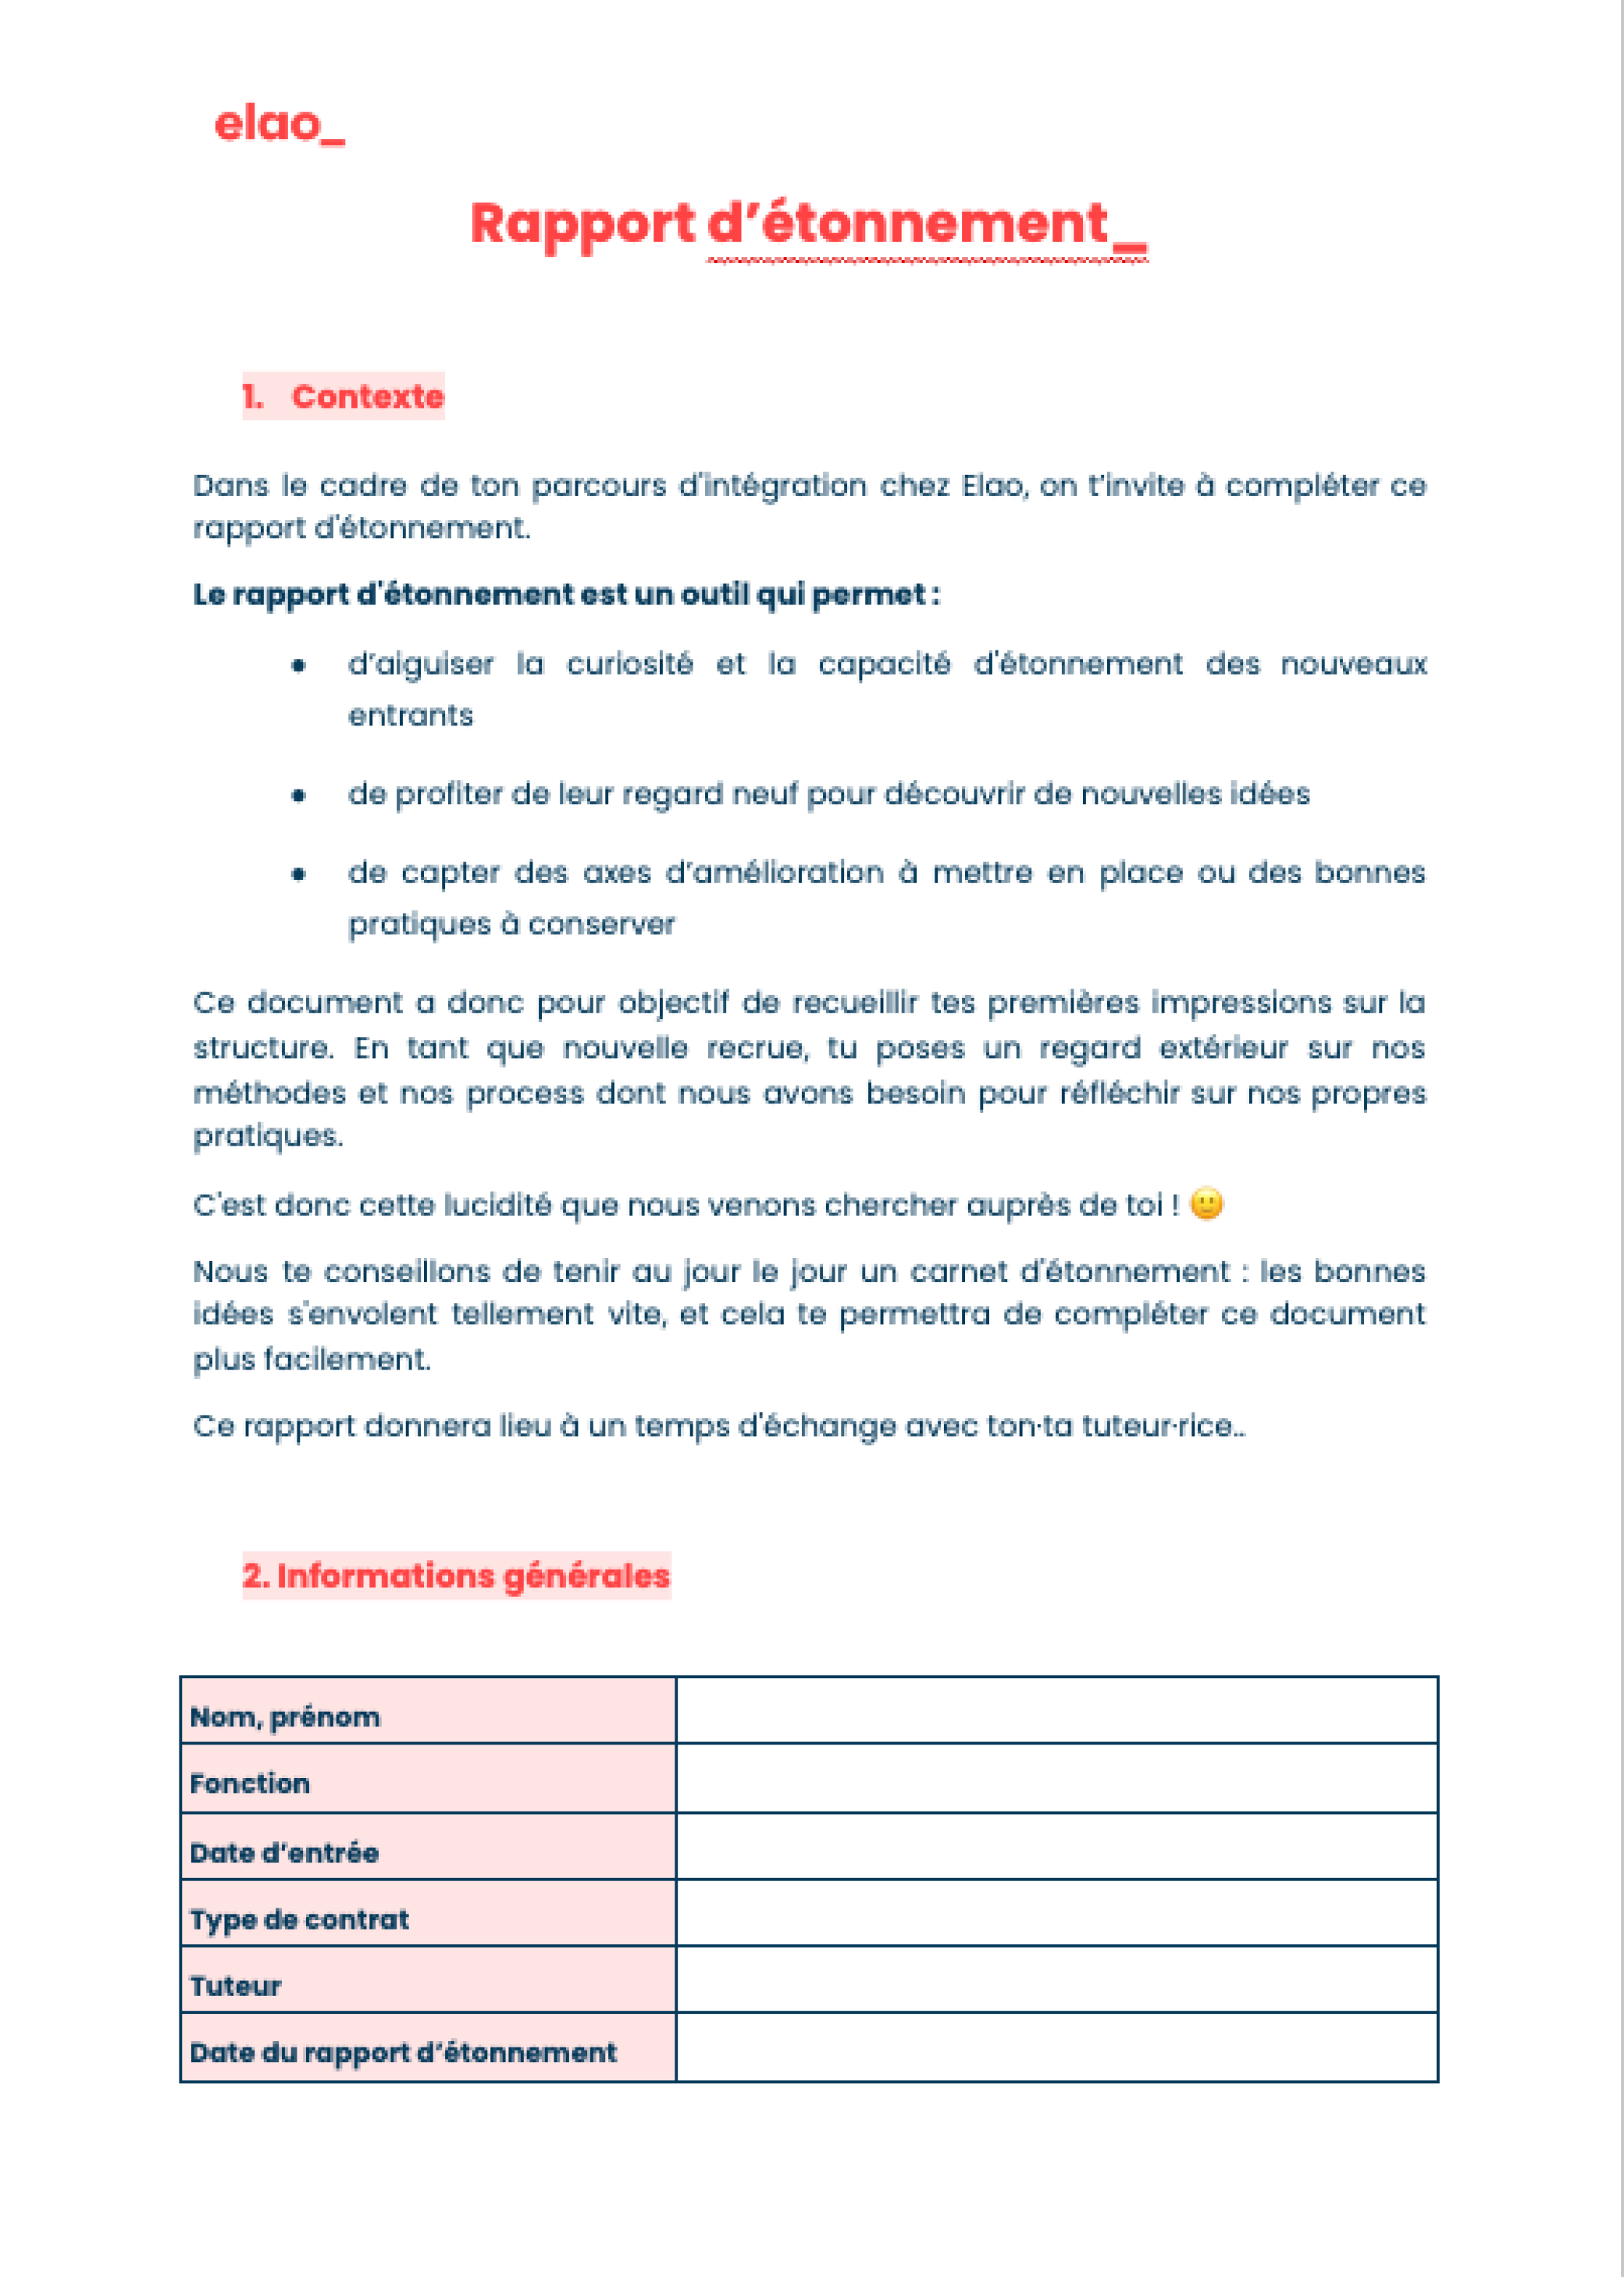 elao_
Rapport d’étonnement_
1. Contexte
Dans le cadre de ton parcours d'intégration chez Elao, on t’invite à compléter ce
rapport d'étonnement.
Le rapport d'étonnement est un outil qui permet :
● d’aiguiser la curiosité et la capacité d'étonnement des nouveaux
entrants
● de profiter de leur regard neuf pour découvrir de nouvelles idées
● de capter des axes d’amélioration à mettre en place ou des bonnes
pratiques à conserver
Ce document a donc pour objectif de recueillir tes premières impressions sur la
structure. En tant que nouvelle recrue, tu poses un regard extérieur sur nos
méthodes et nos process dont nous avons besoin pour réfléchir sur nos propres
pratiques.
C'est donc cette lucidité que nous venons chercher auprès de toi ! 🙂
Nous te conseillons de tenir au jour le jour un carnet d'étonnement : les bonnes
idées s'envolent tellement vite, et cela te permettra de compléter ce document
plus facilement.
Ce rapport donnera lieu à un temps d'échange avec ton·ta tuteur·rice..
2. Informations générales
Nom, prénom
Fonction
Date d’entrée
Type de contrat
Tuteur
Date du rapport d’étonnement